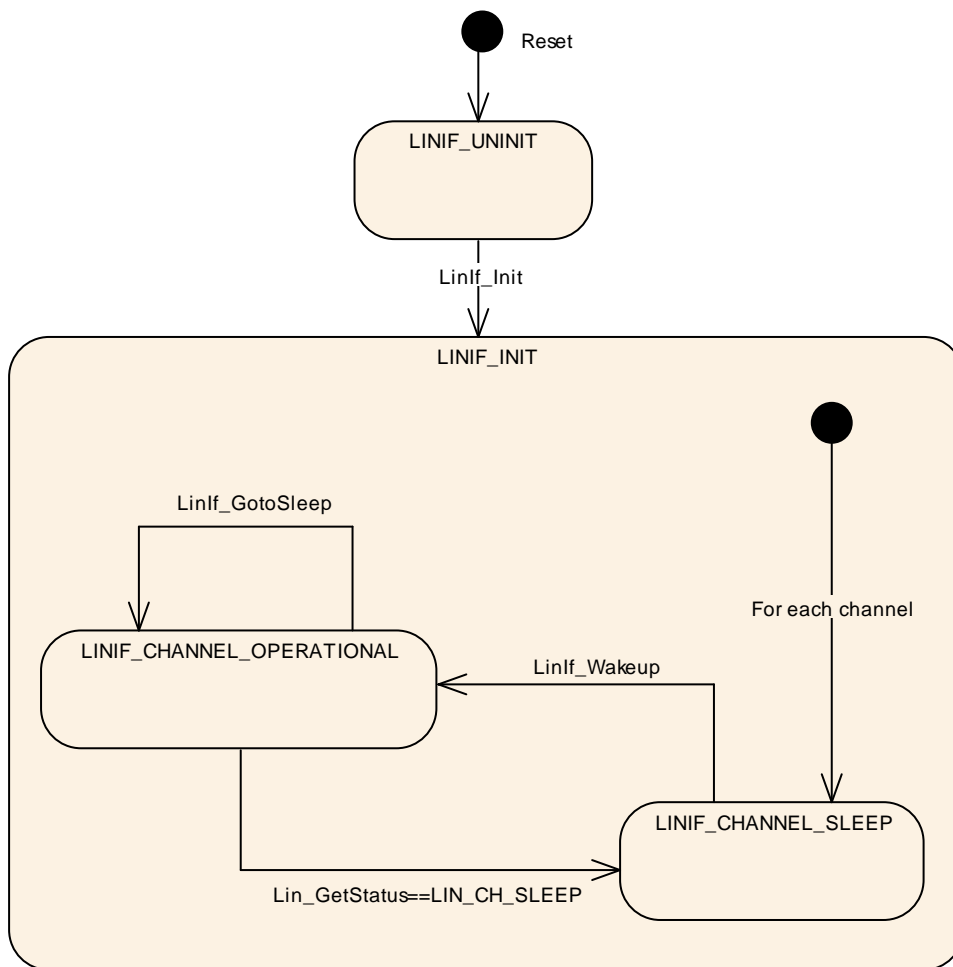 Reset
LINIF_UNINIT
LinIf_Init
LINIF_INIT
LinIf_GotoSleep
For each channel
LINIF_CHANNEL_OPERATIONAL
LinIf_Wakeup
LINIF_CHANNEL_SLEEP
Lin_GetStatus==LIN_CH_SLEEP